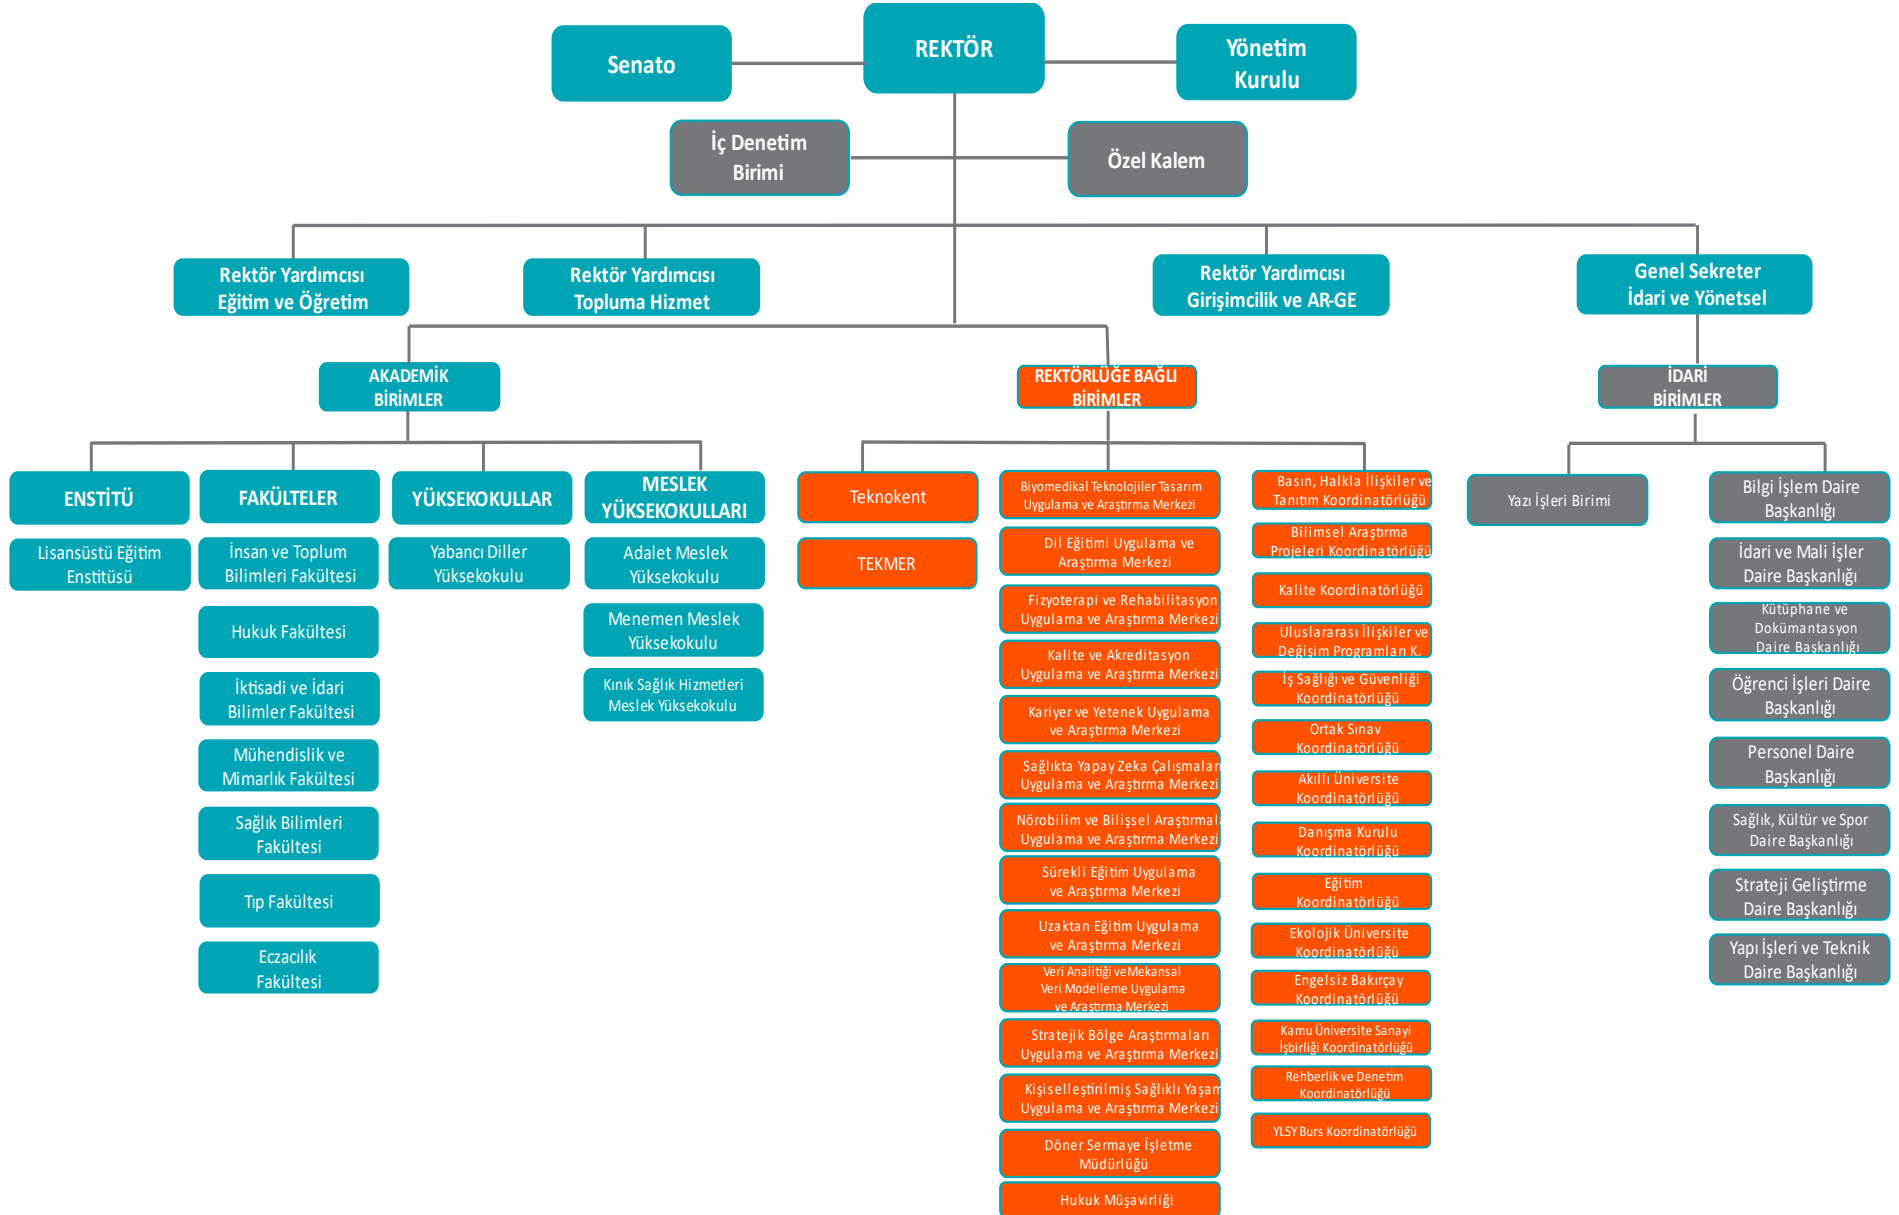 Senato
REKTÖR
Yönetim
Kurulu
İç Denetim
Birimi
Özel Kalem
Rektör Yardımcısı
Eğitim ve Öğretim
Rektör Yardımcısı
Topluma Hizmet
Rektör Yardımcısı
Girişimcilik ve AR-GE
Genel Sekreter
İdari ve Yönetsel
AKADEMİK
BİRİMLER
REKTÖRLÜĞE BAĞLI
BİRİMLER
İDARİ
BİRİMLER
ENSTİTÜ
Lisansüstü Eğitim
Enstitüsü
FAKÜLTELER
İnsan ve Toplum
Bilimleri Fakültesi
Hukuk Fakültesi
İktisadi ve İdari
Bilimler Fakültesi
Mühendislik ve
Mimarlık Fakültesi
Sağlık Bilimleri
Fakültesi
Tıp Fakültesi
Eczacılık
Fakültesi
YÜKSEKOKULLAR
Yabancı Diller
Yüksekokulu
MESLEK
YÜKSEKOKULLARI
Adalet Meslek
Yüksekokulu
Menemen Meslek
Yüksekokulu
Kınık Sağlık Hizmetleri
Meslek Yüksekokulu
Teknokent
TEKMER
Biyomedikal Teknolojiler Tasarım
Uygulama ve Araştırma Merkezi
Dil Eğitimi Uygulama ve
Araştırma Merkezi
Fizyoterapi ve Rehabilitasyon
Uygulama ve Araştırma Merkezi
Kalite ve Akreditasyon
Uygulama ve Araştırma Merkezi
Kariyer ve Yetenek Uygulama
ve Araştırma Merkezi
Sağlıkta Yapay Zeka Çalışmaları
Uygulama ve Araştırma Merkezi
Nörobilim ve Bilişsel Araştırmala
Uygulama ve Araştırma Merkezi
Sürekli Eğitim Uygulama
ve Araştırma Merkezi
Uzaktan Eğitim Uygulama
ve Araştırma Merkezi
Veri Analitiği ve Mekansal
Veri Modelleme Uygulama
ve Araştırma Merkezi
Stratejik Bölge Araştırmaları
Uygulama ve Araştırma Merkezi
Kişiselleştirilmiş Sağlıklı Yaşam
Uygulama ve Araştırma Merkezi
Döner Sermaye İşletme
Müdürlüğü
Hukuk Müşavirliği
Basın, Halkla İlişkiler ve
Tanıtım Koordinatörlüğü
Bilimsel Araştırma
Projeleri Koordinatörlüğü
Kalite Koordinatörlüğü
Uluslararası İlişkiler ve
Değişim Programları K.
İş Sağlığı ve Güvenliği
Koordinatörlüğü
Ortak Sınav
Koordinatörlüğü
Akıllı Üniversite
Koordinatörlüğü
Danışma Kurulu
Koordinatörlüğü
Eğitim
Koordinatörlüğü
Ekolojik Üniversite
Koordinatörlüğü
Engelsiz Bakırçay
Koordinatörlüğü
Kamu Üniversite Sanayi
İşbirliği Koordinatörlüğü
Rehberlik ve Denetim
Koordinatörlüğü
YLSY Burs Koordinatörlüğü
Yazı İşleri Birimi
Bilgi İşlem Daire
Başkanlığı
İdari ve Mali İşler
Daire Başkanlığı
Kütüphane ve
Dokümantasyon
Daire Başkanlığı
Öğrenci İşleri Daire
Başkanlığı
Personel Daire
Başkanlığı
Sağlık, Kültür ve Spor
Daire Başkanlığı
Strateji Geliştirme
Daire Başkanlığı
Yapı İşleri ve Teknik
Daire Başkanlığı